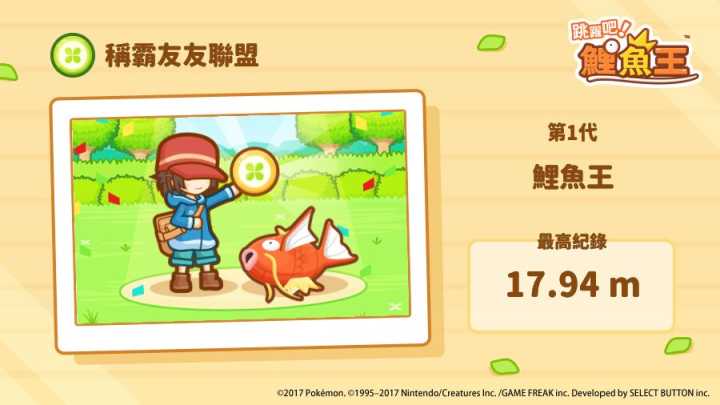 稱霸友友聯盟
跳躍吧！
鯉魚王
第1代
鯉魚王
最高紀錄
17.94 m
©2017 Pokémon. ©1995–2017 Nintendo/Creatures Inc. /GAME FREAK inc. Developed by SELECT BUTTON inc.